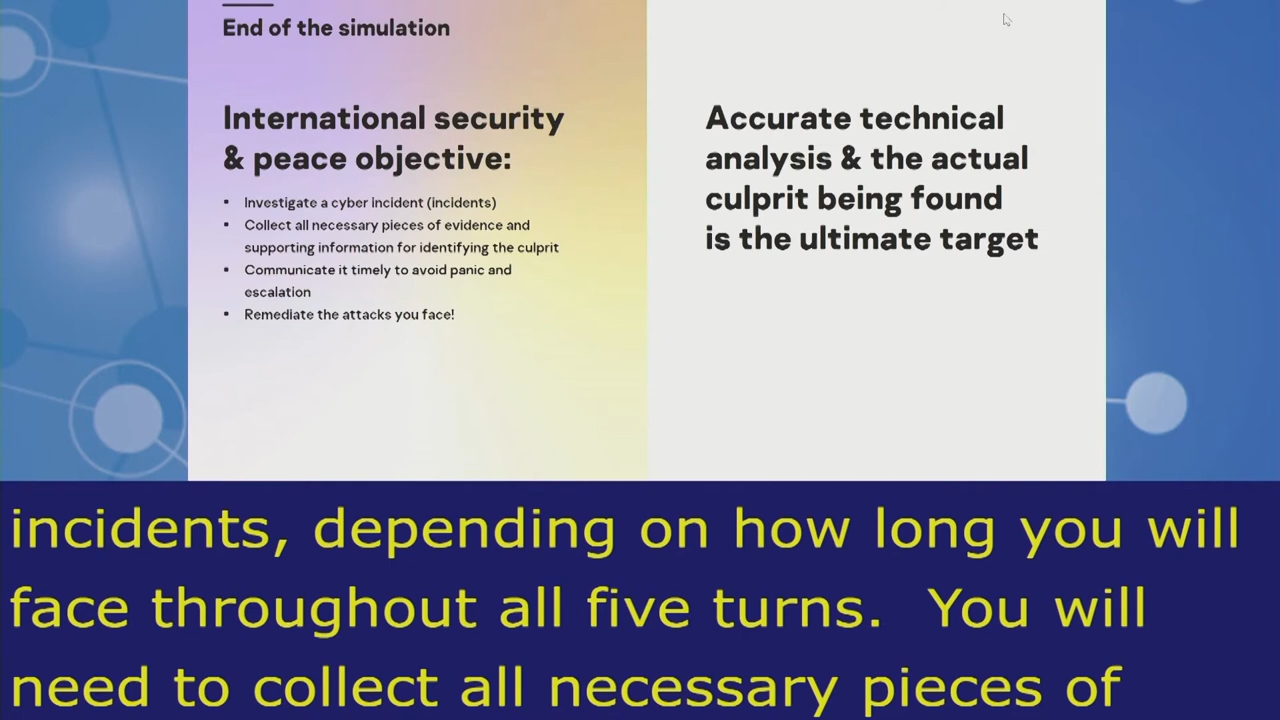 End of the simulation
International security
& peace objective:
▪ Investigate a cyber incident (incidents)
▪ Collect all necessary pieces of evidence and
supporting information for identifying the culprit
▪ Communicate it timely to avoid panic and
escalation
▪ Remediate the attacks you face!
Accurate technical
analysis & the actual
culprit being found
is the ultimate target
incidents, depending on how long you will
face throughout all five turns.  You will
need to collect all necessary pieces of